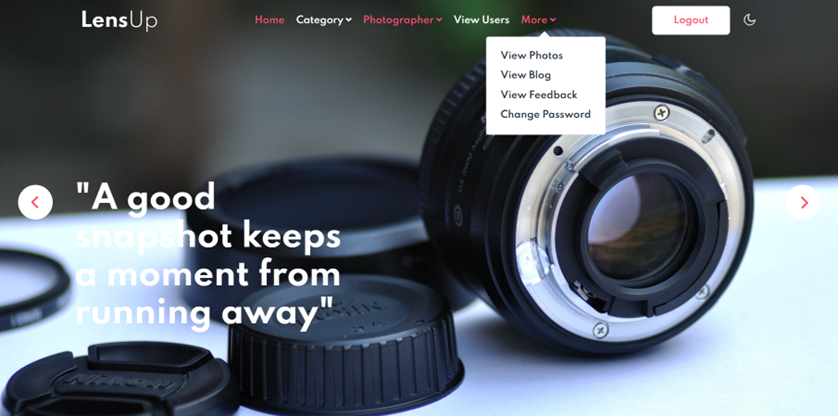 LensUp
Home Category Photographer View Users More Logout
View Photos
View Blog
View Feedback
Change Password
"A good
snapshot keeps
a moment from
running away"